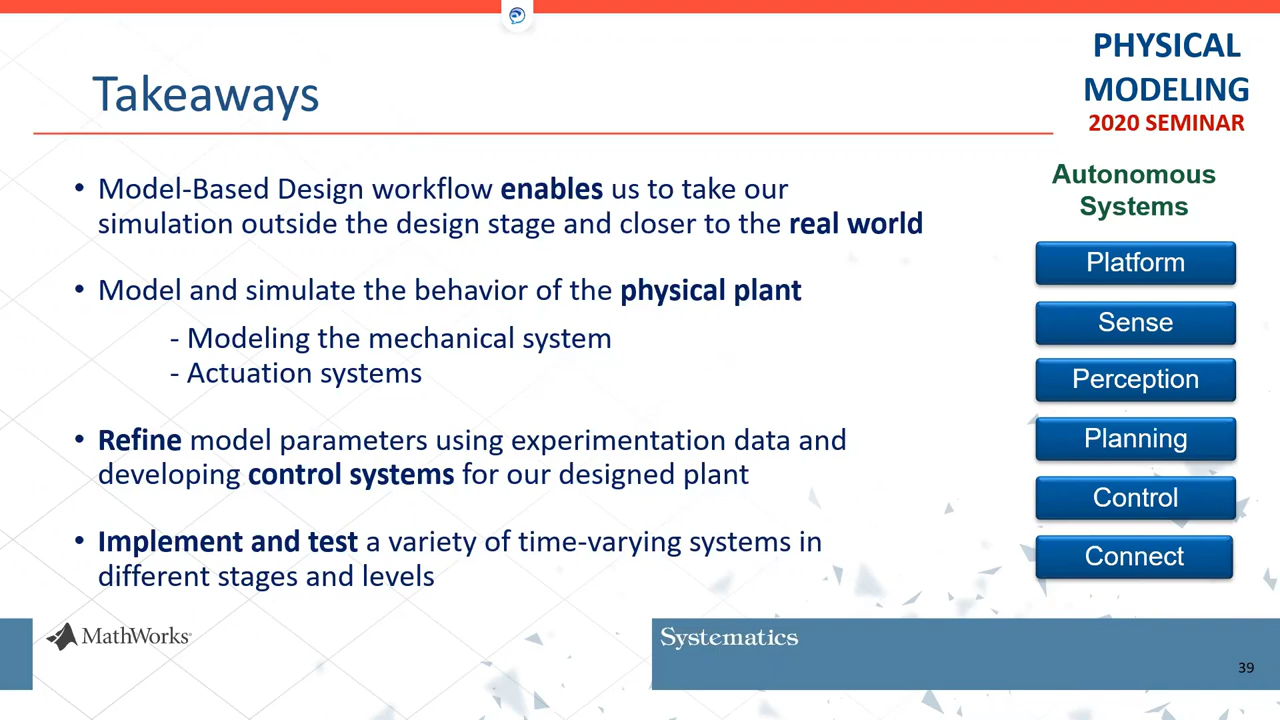 PHYSICAL
MODELING
2020 SEMINAR
Takeaways
• Model-Based Design workflow enables us to take our
simulation outside the design stage and closer to the real world
• Model and simulate the behavior of the physical plant
- Modeling the mechanical system
- Actuation systems
• Refine model parameters using experimentation data and
developing control systems for our designed plant
• Implement and test a variety of time-varying systems in
different stages and levels
Autonomous
Systems
Platform
Sense
Perception
Planning
Control
Connect
MathWorks
Systematics
39